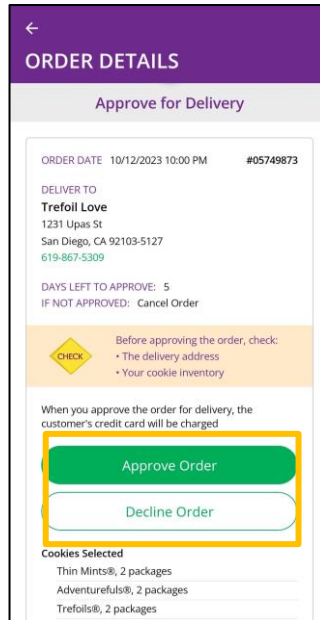 ←
ORDER DETAILS
Approve for Delivery
ORDER DATE 10/12/2023 10:00 PM #05749873
DELIVER TO
Trefoil Love
1231 Upas St
San Diego, CA 92103-5127
619-867-5309
DAYS LEFT TO APPROVE: 5
IF NOT APPROVED: Cancel Order
CHECK
Before approving the order, check:
• The delivery address
• Your cookie inventory
When you approve the order for delivery, the
customer's credit card will be charged
Approve Order
Decline Order
Cookies Selected
Thin Mints®, 2 packages
Adventurefuls®, 2 packages
Trefoils®, 2 packages